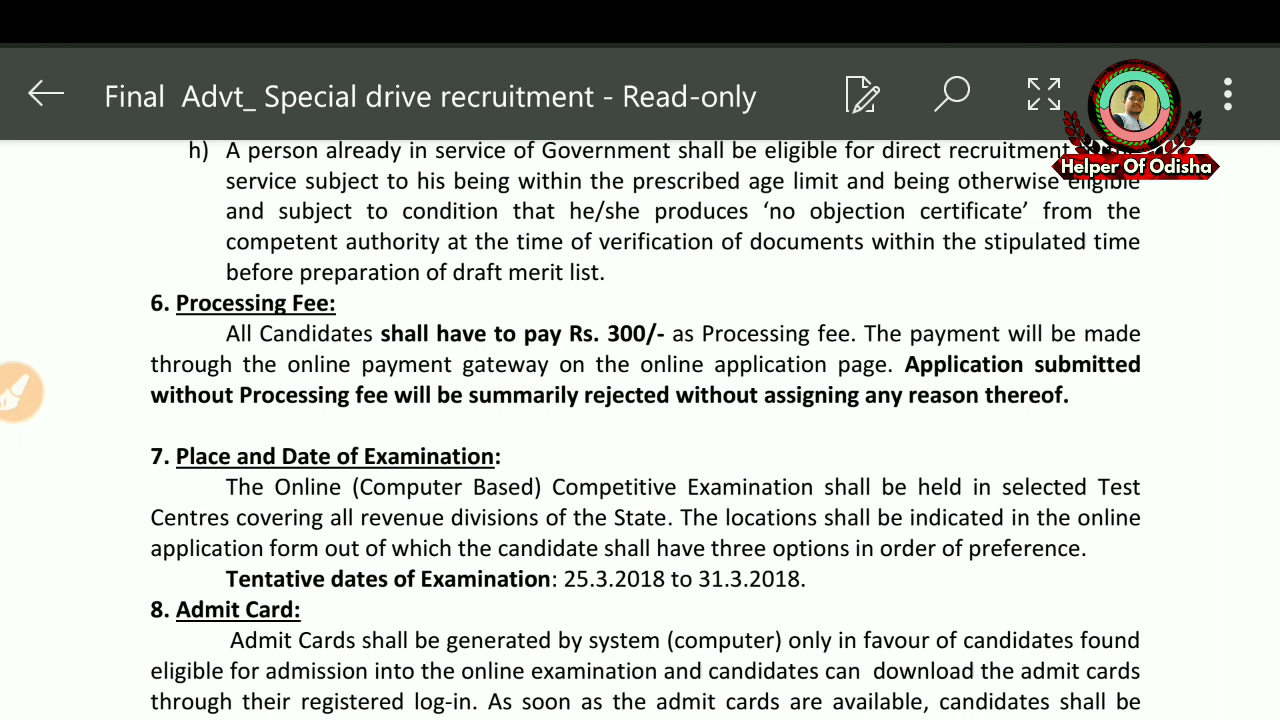 Final Advt_ Special drive recruitment - Read-only
Helper Of Odisha
h) A person already in service of Government shall be eligible for direct recruitment
service subject to his being within the prescribed age limit and being otherwise eligible
and subject to condition that he/she produces ‘no objection certificate’ from the
competent authority at the time of verification of documents within the stipulated time
before preparation of draft merit list.
6. Processing Fee:
All Candidates shall have to pay Rs. 300/- as Processing fee. The payment will be made
through the online payment gateway on the online application page. Application submitted
without Processing fee will be summarily rejected without assigning any reason thereof.
7. Place and Date of Examination:
The Online (Computer Based) Competitive Examination shall be held in selected Test
Centres covering all revenue divisions of the State. The locations shall be indicated in the online
application form out of which the candidate shall have three options in order of preference.
Tentative dates of Examination: 25.3.2018 to 31.3.2018.
8. Admit Card:
Admit Cards shall be generated by system (computer) only in favour of candidates found
eligible for admission into the online examination and candidates can download the admit cards
through their registered log-in. As soon as the admit cards are available, candidates shall be